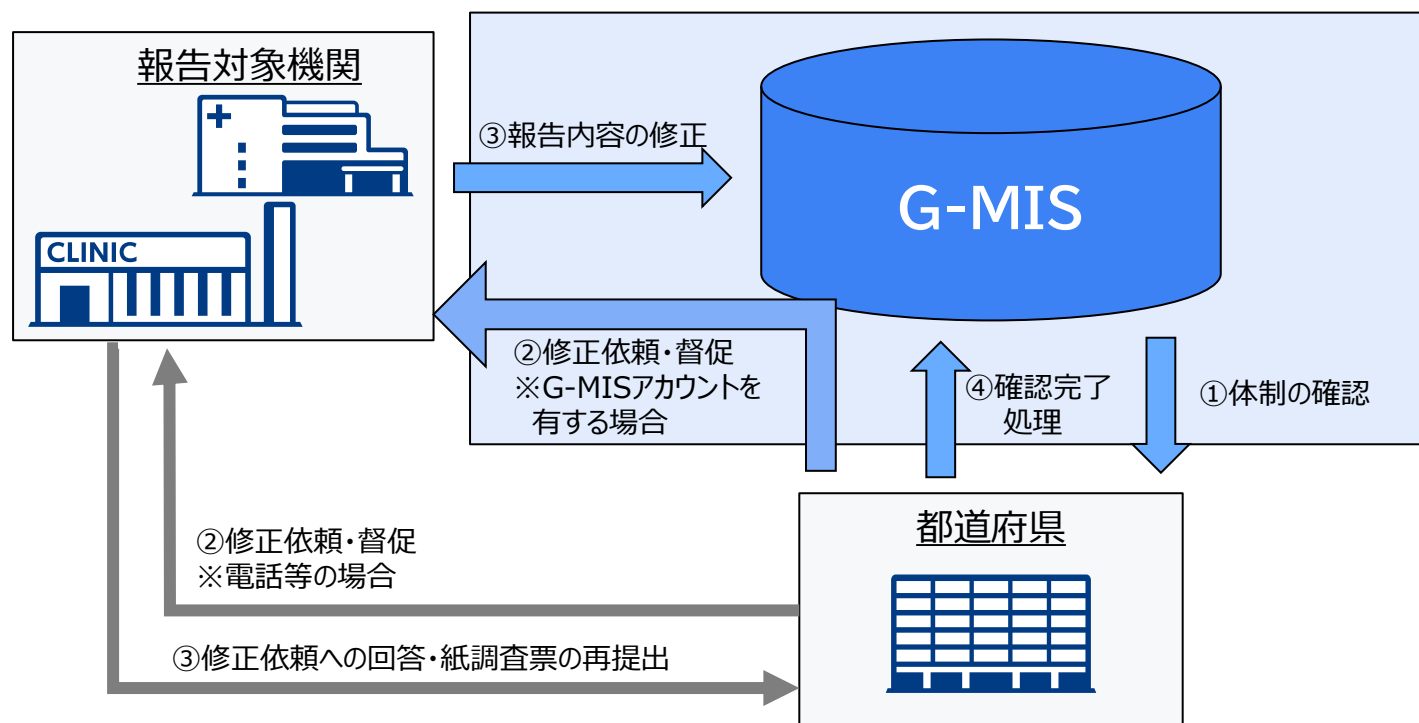 報告対象機関
CLINIC
③報告内容の修正
G-MIS
②修正依頼・督促
※G-MISアカウントを
有する場合
④確認完了
処理
①体制の確認
都道府県
②修正依頼・督促
※電話等の場合
③修正依頼への回答・紙調査票の再提出